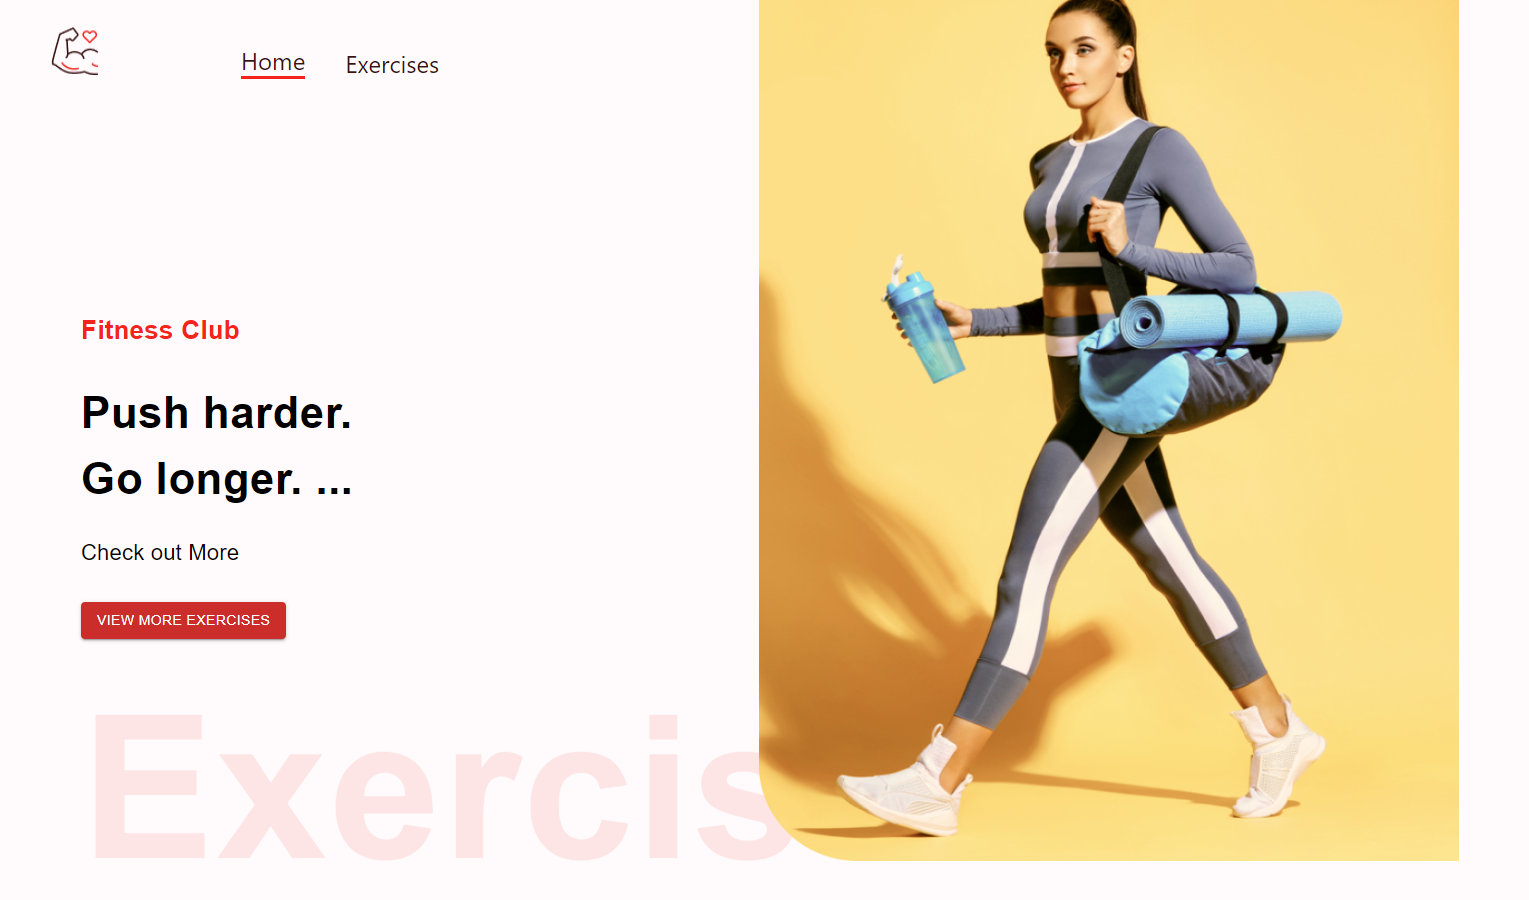 Home Exercises
Fitness Club
Push harder.
Go longer. ...
Check out More
VIEW MORE EXERCISES
Exercis